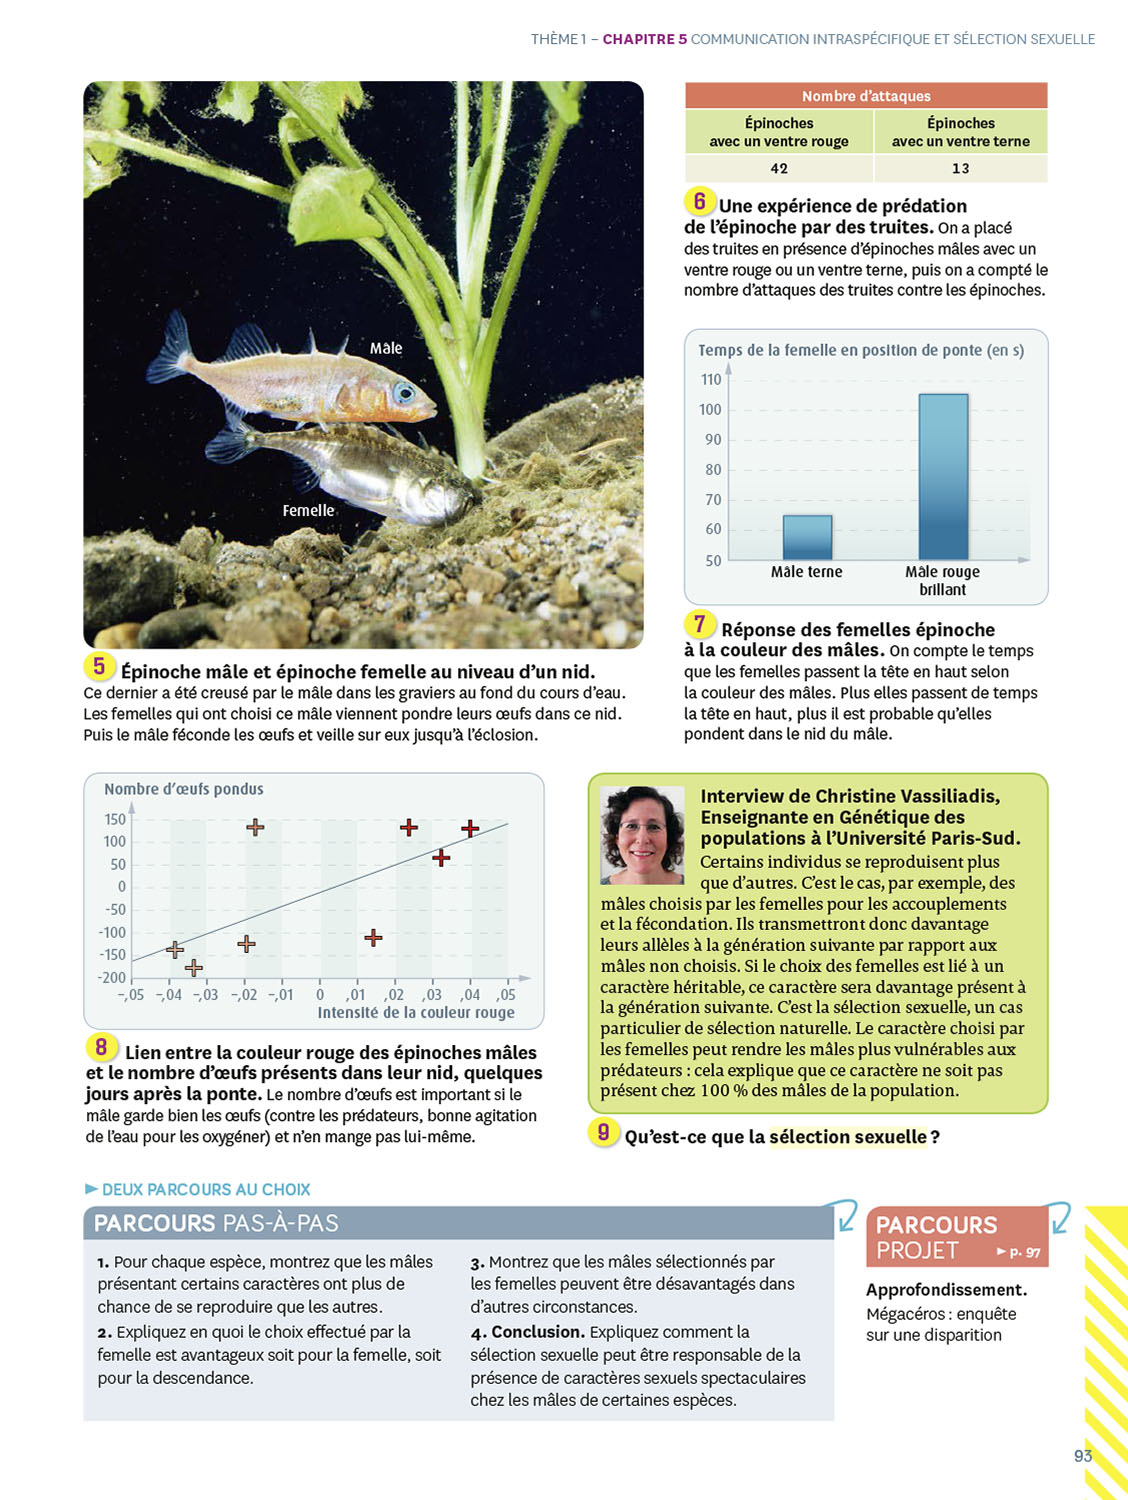 THÈME 1 – CHAPITRE 5 COMMUNICATION INTRASPÉCIFIQUE ET SÉLECTION SEXUELLE
Mâle
Femelle
5 Épinoche mâle et épinoche femelle au niveau d’un nid.
Ce dernier a été creusé par le mâle dans les graviers au fond du cours d’eau.
Les femelles qui ont choisi ce mâle viennent pondre leurs œufs dans ce nid.
Puis le mâle féconde les œufs et veille sur eux jusqu’à l’éclosion.
Nombre d’attaques
Épinoches
avec un ventre rouge
Épinoches
avec un ventre terne
42
13
6 Une expérience de prédation
de l’épinoche par des truites. On a placé
des truites en présence d’épinoches mâles avec un
ventre rouge ou un ventre terne, puis on a compté le
nombre d’attaques des truites contre les épinoches.
Temps de la femelle en position de ponte (en s)
110
100
90
80
70
60
50
Mâle terne
Mâle rouge
brillant
7 Réponse des femelles épinoche
à la couleur des mâles. On compte le temps
que les femelles passent la tête en haut selon
la couleur des mâles. Plus elles passent de temps
la tête en haut, plus il est probable qu’elles
pondent dans le nid du mâle.
Nombre d’œufs pondus
150
100
50
0
-50
-100
-150
-200
–,05 –,04 –,03 –,02 –,01 0 ,01 ,02 ,03 ,04 ,05
Intensité de la couleur rouge
8 Lien entre la couleur rouge des épinoches mâles
et le nombre d’œufs présents dans leur nid, quelques
jours après la ponte. Le nombre d’œufs est important si le
mâle garde bien les œufs (contre les prédateurs, bonne agitation
de l’eau pour les oxygéner) et n’en mange pas lui-même.
Interview de Christine Vassiliadis,
Enseignante en Génétique des
populations à l’Université Paris-Sud.
Certains individus se reproduisent plus
que d’autres. C’est le cas, par exemple, des
mâles choisis par les femelles pour les accouplements
et la fécondation. Ils transmettront donc davantage
leurs allèles à la génération suivante par rapport aux
mâles non choisis. Si le choix des femelles est lié à un
caractère héritable, ce caractère sera davantage présent à
la génération suivante. C’est la sélection sexuelle, un cas
particulier de sélection naturelle. Le caractère choisi par
les femelles peut rendre les mâles plus vulnérables aux
prédateurs : cela explique que ce caractère ne soit pas
présent chez 100 % des mâles de la population.
9 Qu’est-ce que la sélection sexuelle ?
► DEUX PARCOURS AU CHOIX
PARCOURS PAS-À-PAS
1. Pour chaque espèce, montrez que les mâles
présentant certains caractères ont plus de
chance de se reproduire que les autres.
2. Expliquez en quoi le choix effectué par la
femelle est avantageux soit pour la femelle, soit
pour la descendance.
3. Montrez que les mâles sélectionnés par
les femelles peuvent être désavantagés dans
d’autres circonstances.
4. Conclusion. Expliquez comment la
sélection sexuelle peut être responsable de la
présence de caractères sexuels spectaculaires
chez les mâles de certaines espèces.
PARCOURS
PROJET ► p. 97
Approfondissement.
Mégacéros : enquête
sur une disparition
93